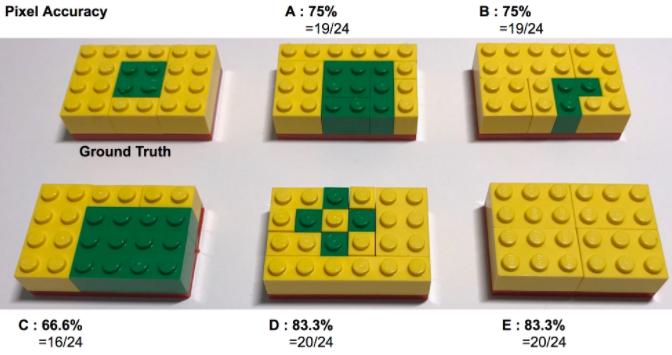 Pixel Accuracy
A : 75%
=19/24
B : 75%
=19/24
Ground Truth
C : 66.6%
=16/24
D : 83.3%
=20/24
E : 83.3%
=20/24